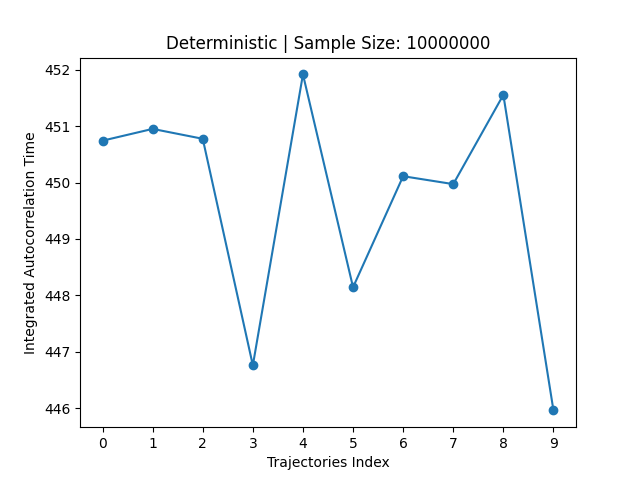 Deterministic | Sample Size: 10000000
452
451
450
449
448
447
446
Integrated Autocorrelation Time
0 1 2 3 4 5 6 7 8 9
Trajectories Index